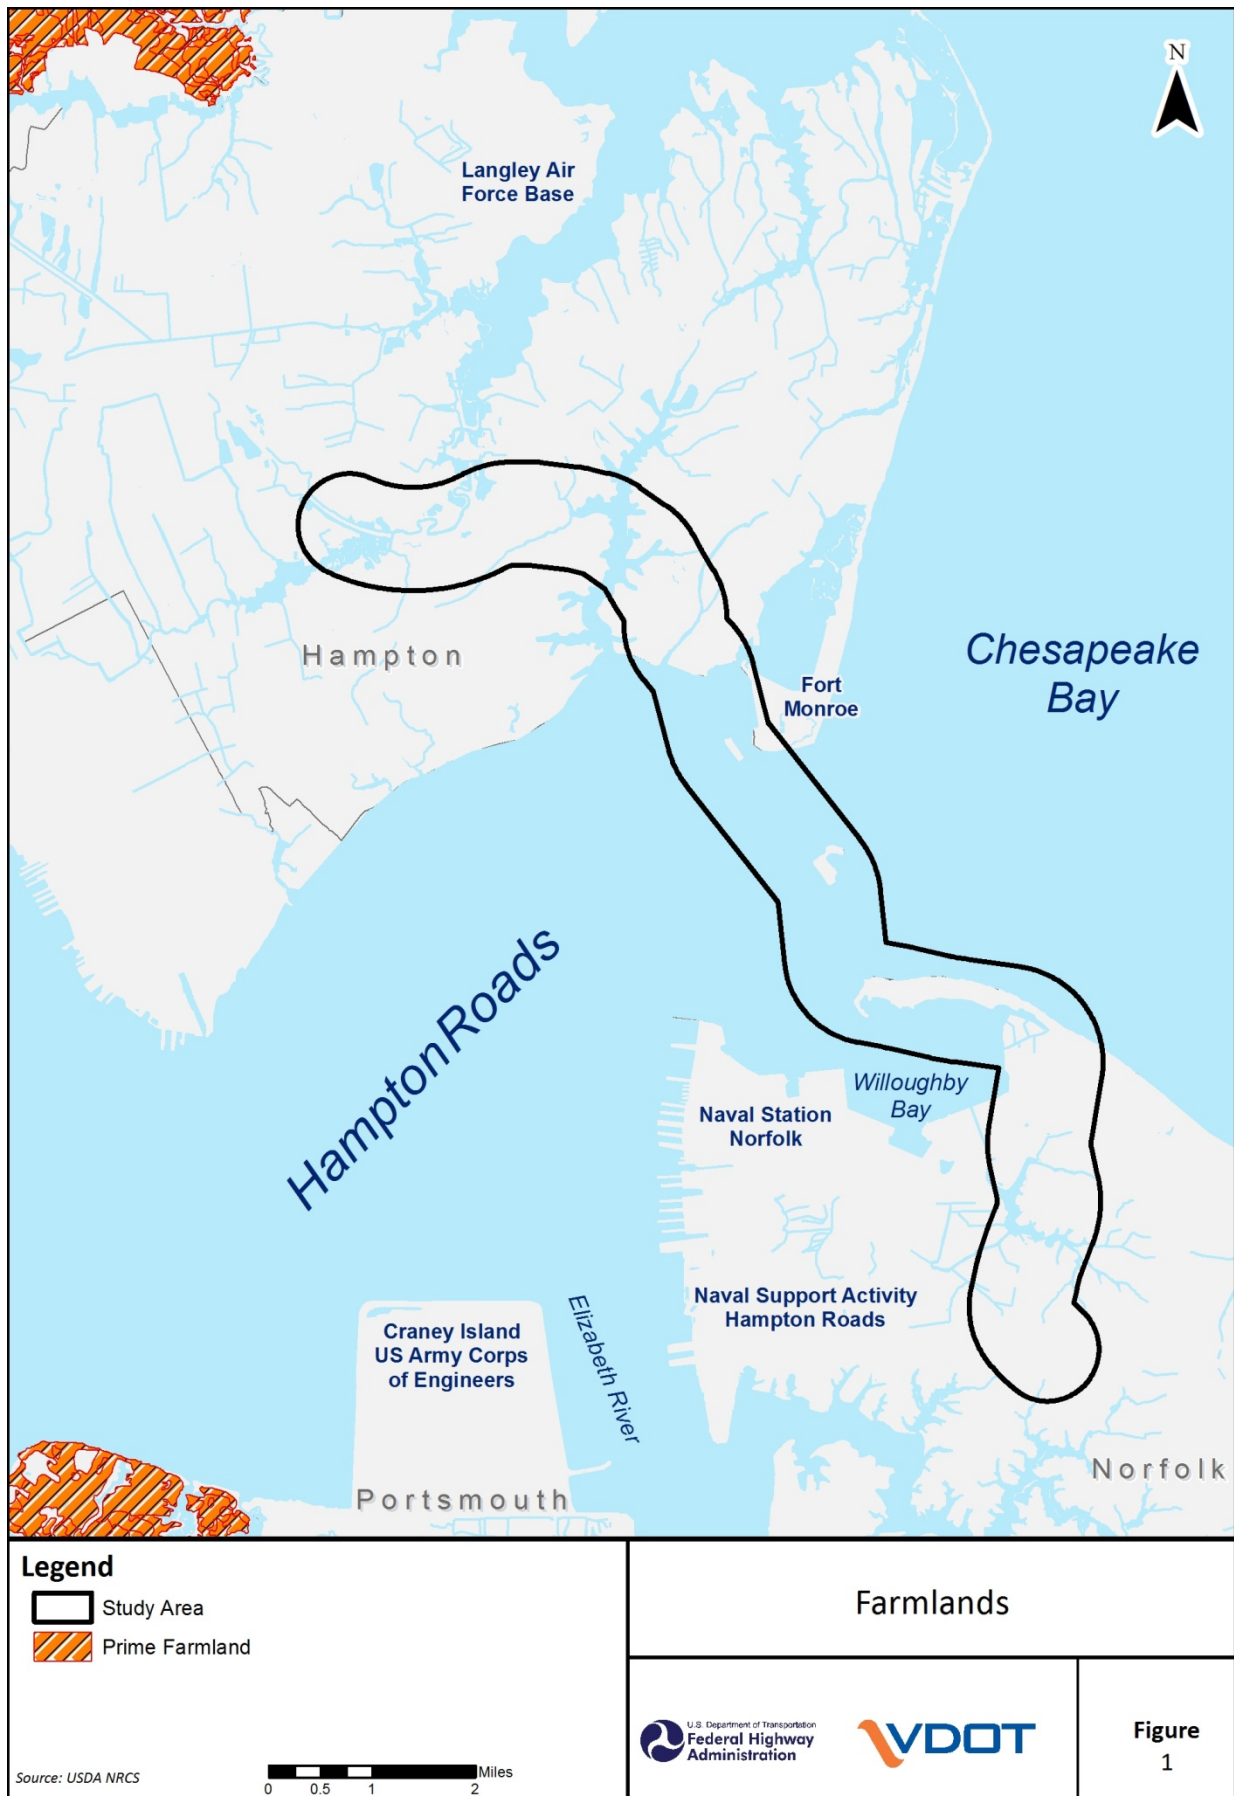 N
Langley Air
Force Base
Hampton
Fort
Monroe
Chesapeake
Bay
Hampton Roads
Willoughby
Bay
Naval Station
Norfolk
Naval Support Activity
Hampton Roads
Craney Island
US Army Corps
of Engineers
Elizabeth River
Norfolk
Portsmouth
Legend
Study Area
Prime Farmland
Source: USDA NRCS
Miles
0 0.5 1 2
Farmlands
U.S. Department of Transportation
Federal Highway
Administration
VDOT
Figure
1